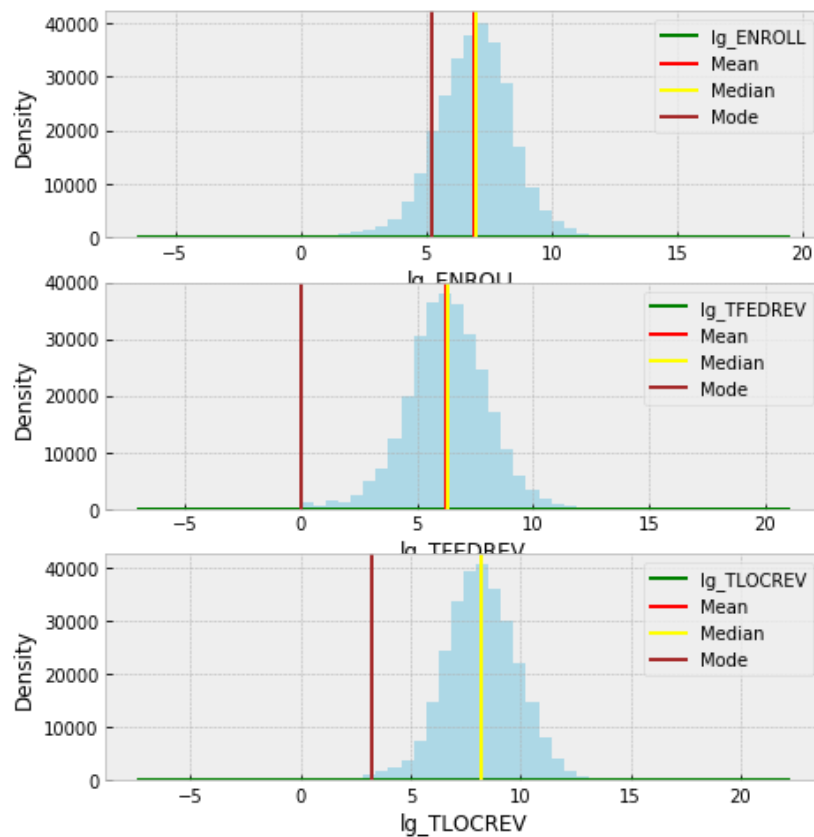 40000
30000
20000
10000
0
Density
lg_ENROLL
Mean
Median
Mode
−5 0 5 10 15 20
lg_ENROLL
40000
30000
20000
10000
0
Density
lg_TFEDREV
Mean
Median
Mode
−5 0 5 10 15 20
lg_TFEDREV
40000
30000
20000
10000
0
Density
lg_TLOCREV
Mean
Median
Mode
−5 0 5 10 15 20
lg_TLOCREV